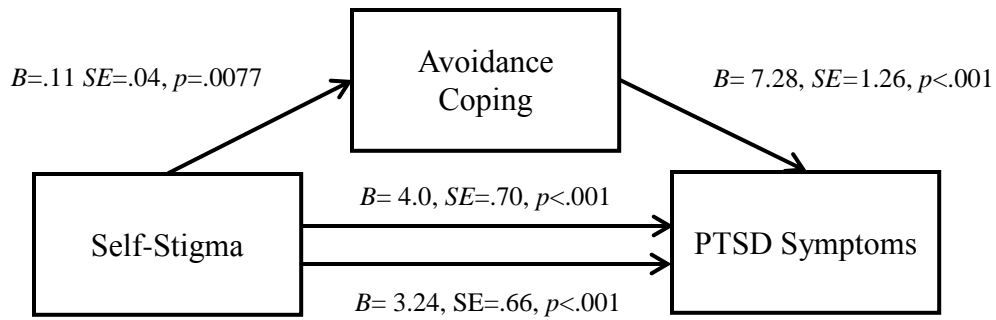 Avoidance
Coping
B=.11 SE=.04, p=.0077
B= 7.28, SE=1.26, p<.001
B= 4.0, SE=.70, p<.001
Self-Stigma
PTSD Symptoms
B= 3.24, SE=.66, p<.001